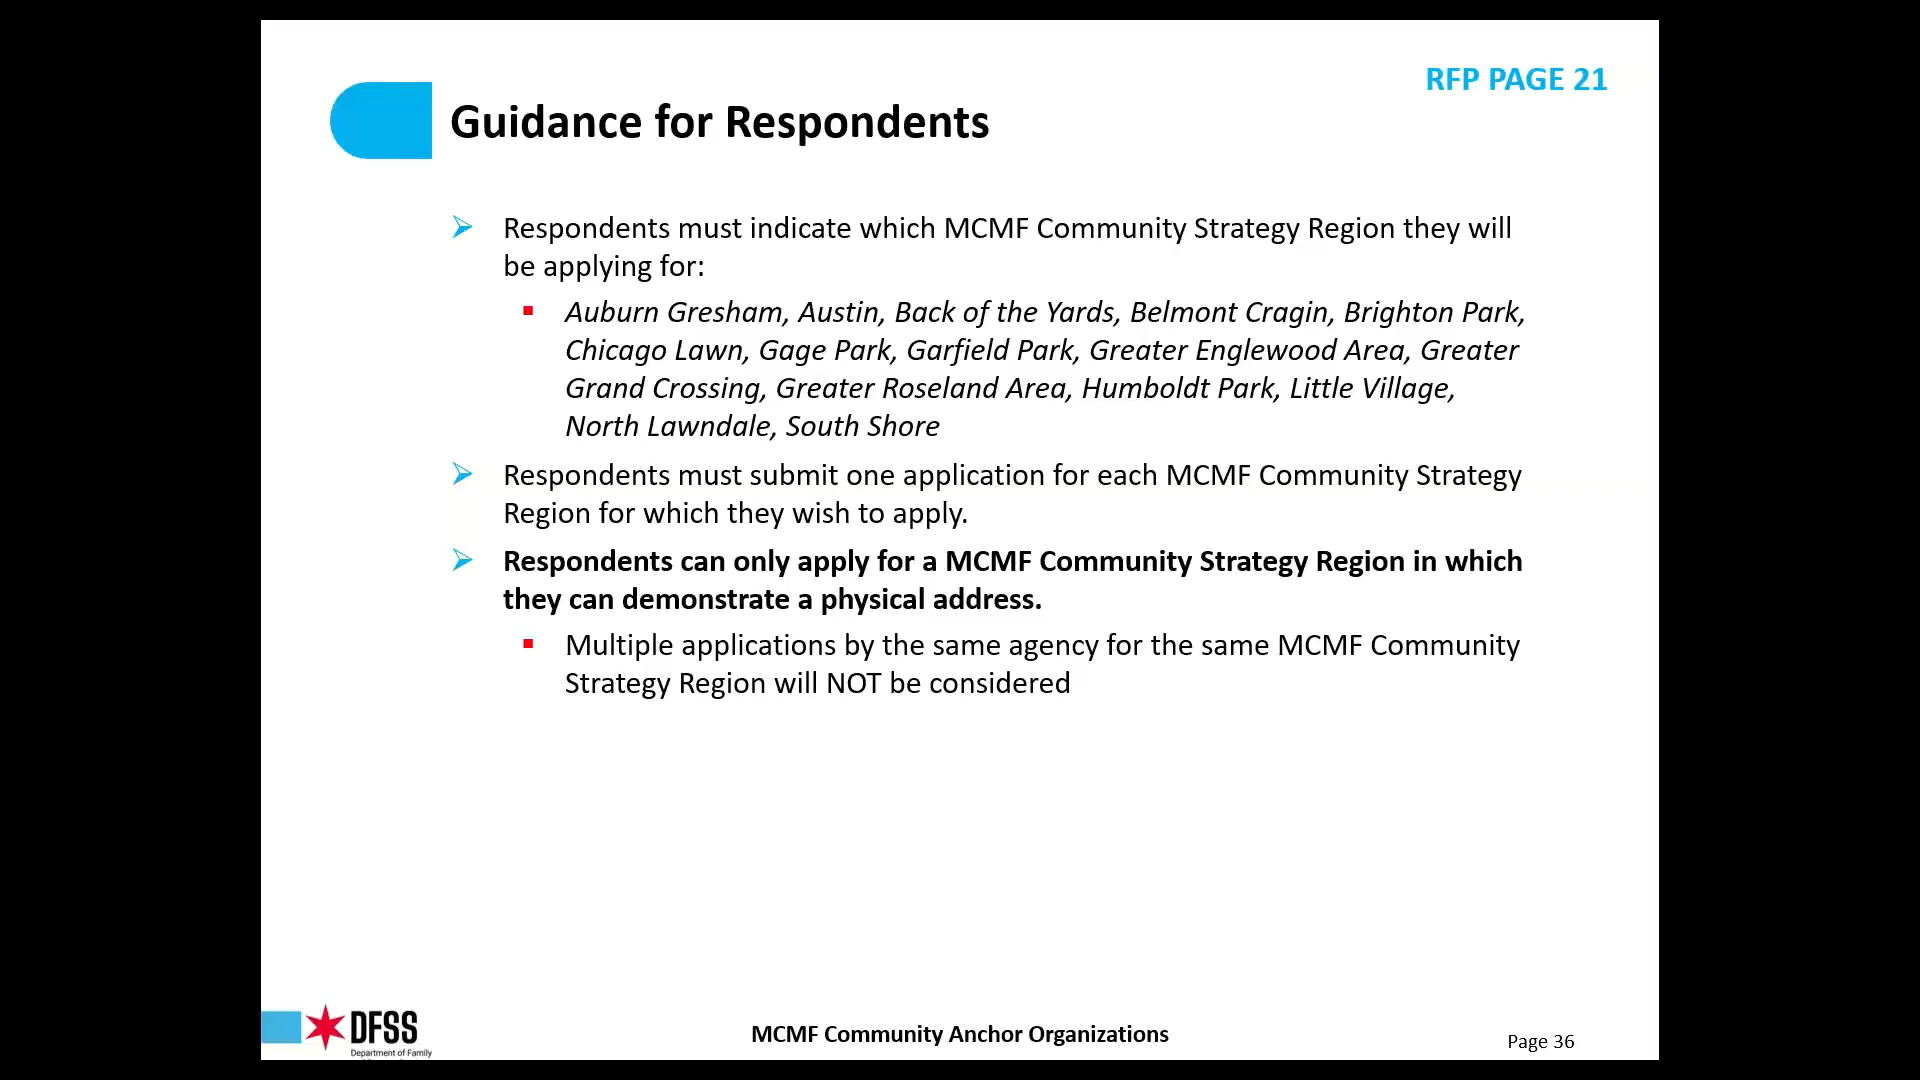 RFP PAGE 21
Guidance for Respondents
Respondents must indicate which MCMF Community Strategy Region they will
be applying for:
Auburn Gresham, Austin, Back of the Yards, Belmont Cragin, Brighton Park,
Chicago Lawn, Gage Park, Garfield Park, Greater Englewood Area, Greater
Grand Crossing, Greater Roseland Area, Humboldt Park, Little Village,
North Lawndale, South Shore
Respondents must submit one application for each MCMF Community Strategy
Region for which they wish to apply.
Respondents can only apply for a MCMF Community Strategy Region in which
they can demonstrate a physical address.
Multiple applications by the same agency for the same MCMF Community
Strategy Region will NOT be considered
DFSS
Department of Family
MCMF Community Anchor Organizations
Page 36